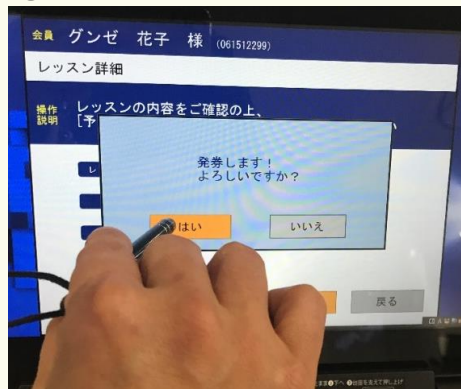 会員 グンゼ 花子 様 (061512299)
レッスン詳細
操作説明 レッスンの内容をご確認の上、
[予
レ
発券します!
よろしいですか?
はい いいえ
戻る